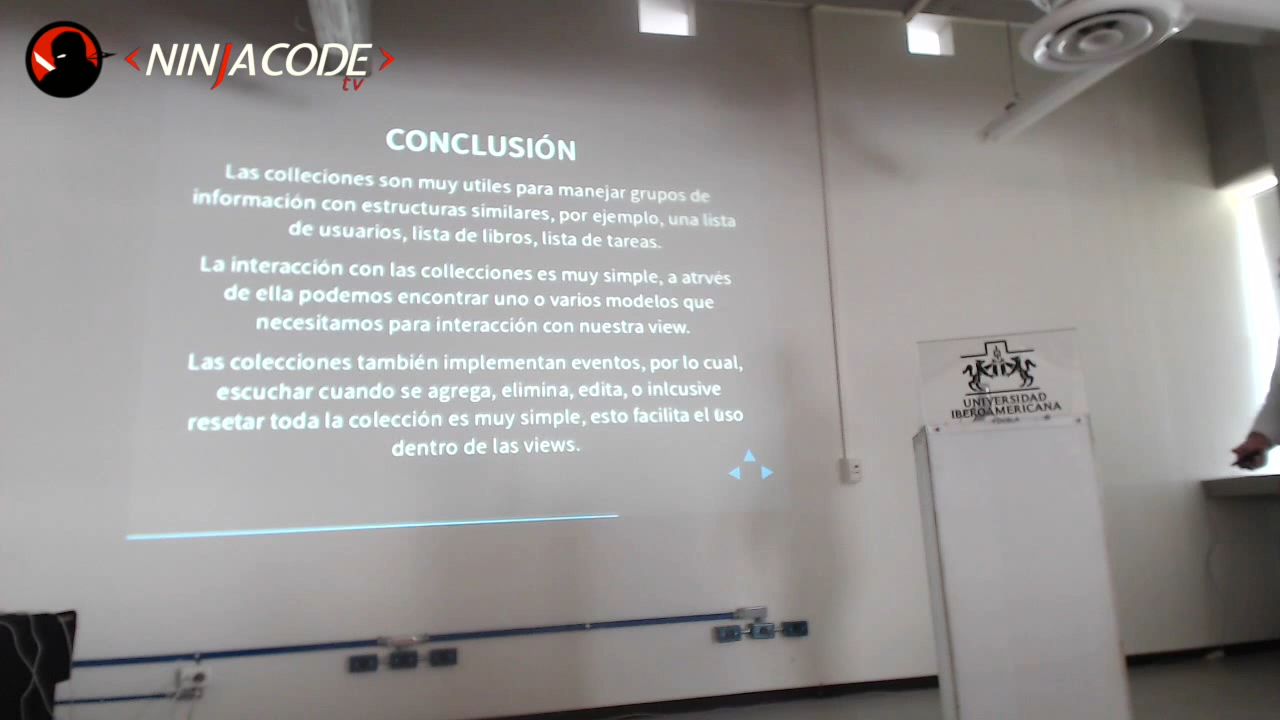 <NINJACODE>
tv
CONCLUSIÓN
Las colleciones son muy utiles para manejar grupos de
información con estructuras similares, por ejemplo, una lista
de usuarios, lista de libros, lista de tareas.
La interacción con las collecciones es muy simple, a atrvés
de ella podemos encontrar uno o varios modelos que
necesitamos para interacción con nuestra view.
Las colecciones también implementan eventos, por lo cual,
escuchar cuando se agrega, elimina, edita, o inlcusive
resetar toda la colección es muy simple, esto facilita el uso
dentro de las views.
UNIVERSIDAD
IBEROAMERICANA